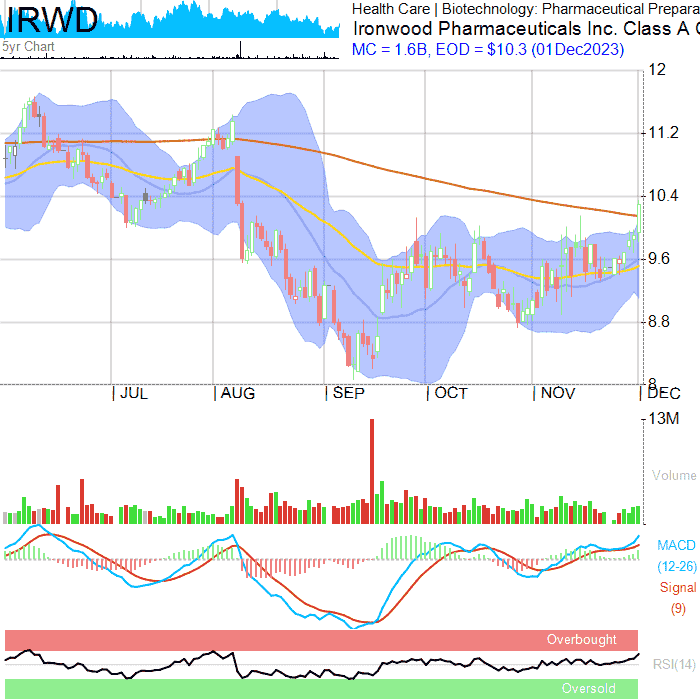 IRWD
Health Care | Biotechnology: Pharmaceutical Prepara
Ironwood Pharmaceuticals Inc. Class A
MC = 1.6B, EOD = $10.3 (01Dec2023)
5yr Chart
12
11.2
10.4
9.6
8.8
8
| JUL | AUG | SEP | OCT | NOV | DEC
13M
Volume
MACD
(12-26)
Signal
(9)
Overbought
RSI(14)
Oversold